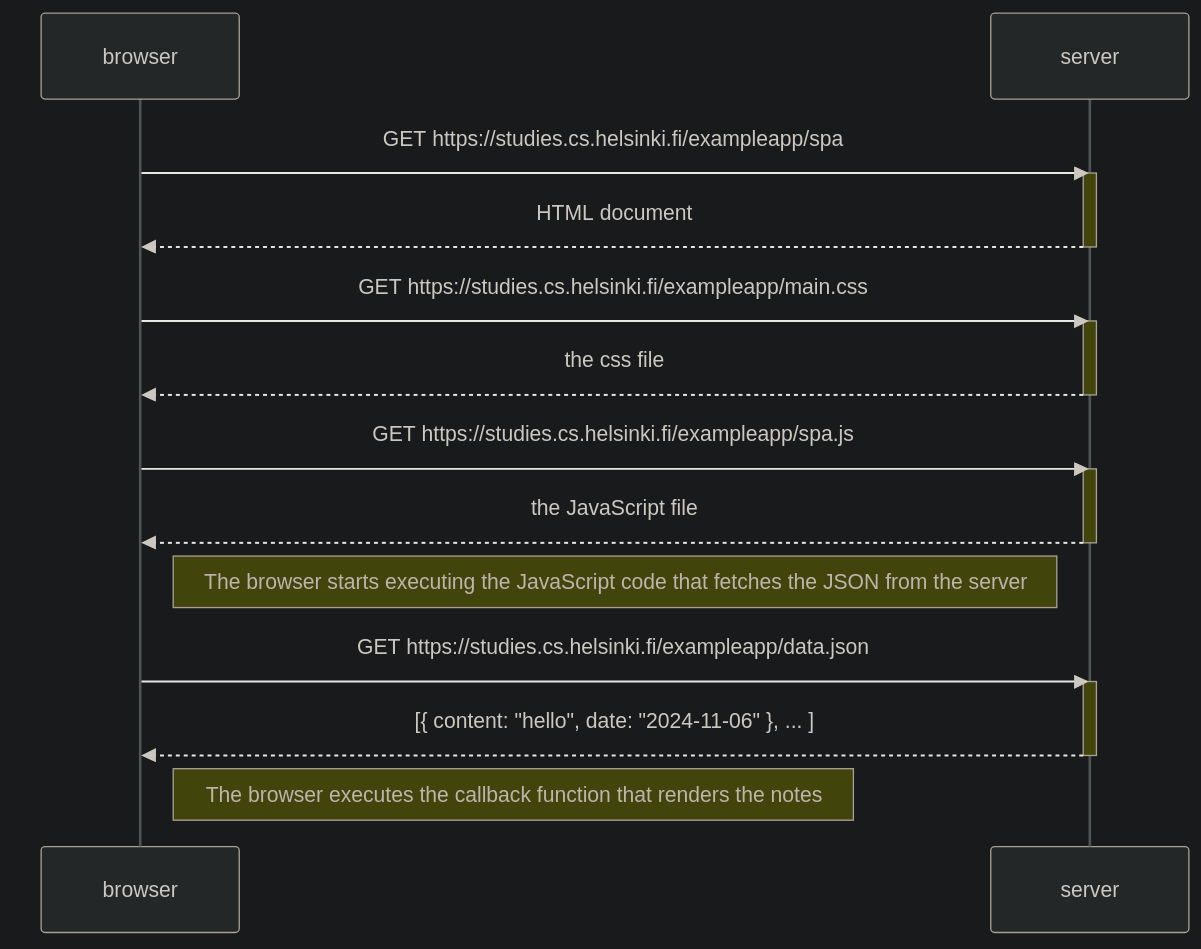 browser
server
GET https://studies.cs.helsinki.fi/exampleapp/spa
HTML document
GET https://studies.cs.helsinki.fi/exampleapp/main.css
the css file
GET https://studies.cs.helsinki.fi/exampleapp/spa.js
the JavaScript file
The browser starts executing the JavaScript code that fetches the JSON from the server
GET https://studies.cs.helsinki.fi/exampleapp/data.json
[{ content: "hello", date: "2024-11-06" }, ... ]
The browser executes the callback function that renders the notes
browser
server